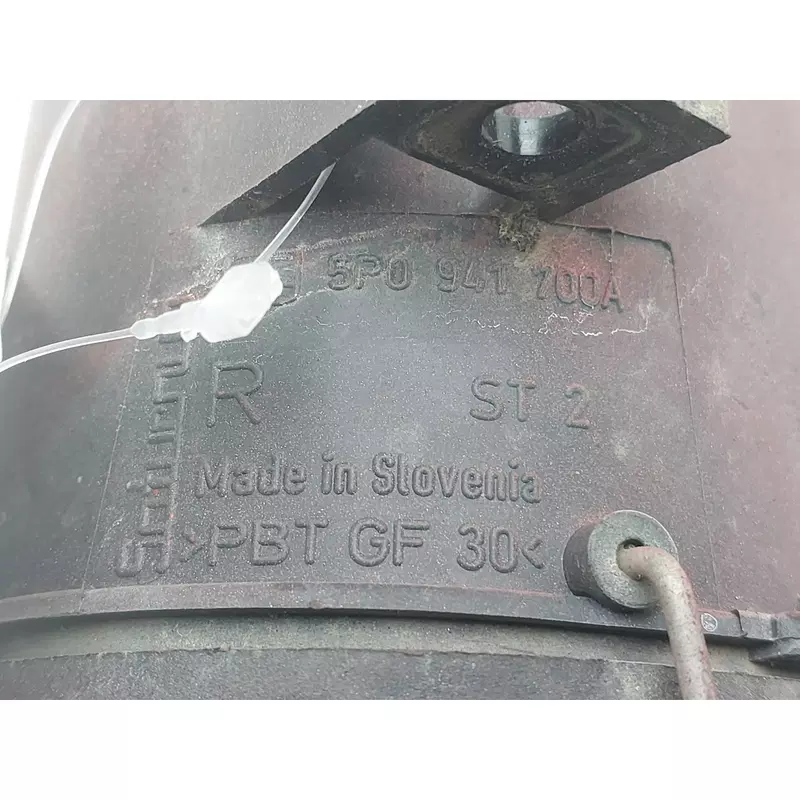 5P0 941 700A
R ST 2
Made in Slovenia
>PBT GF 30<